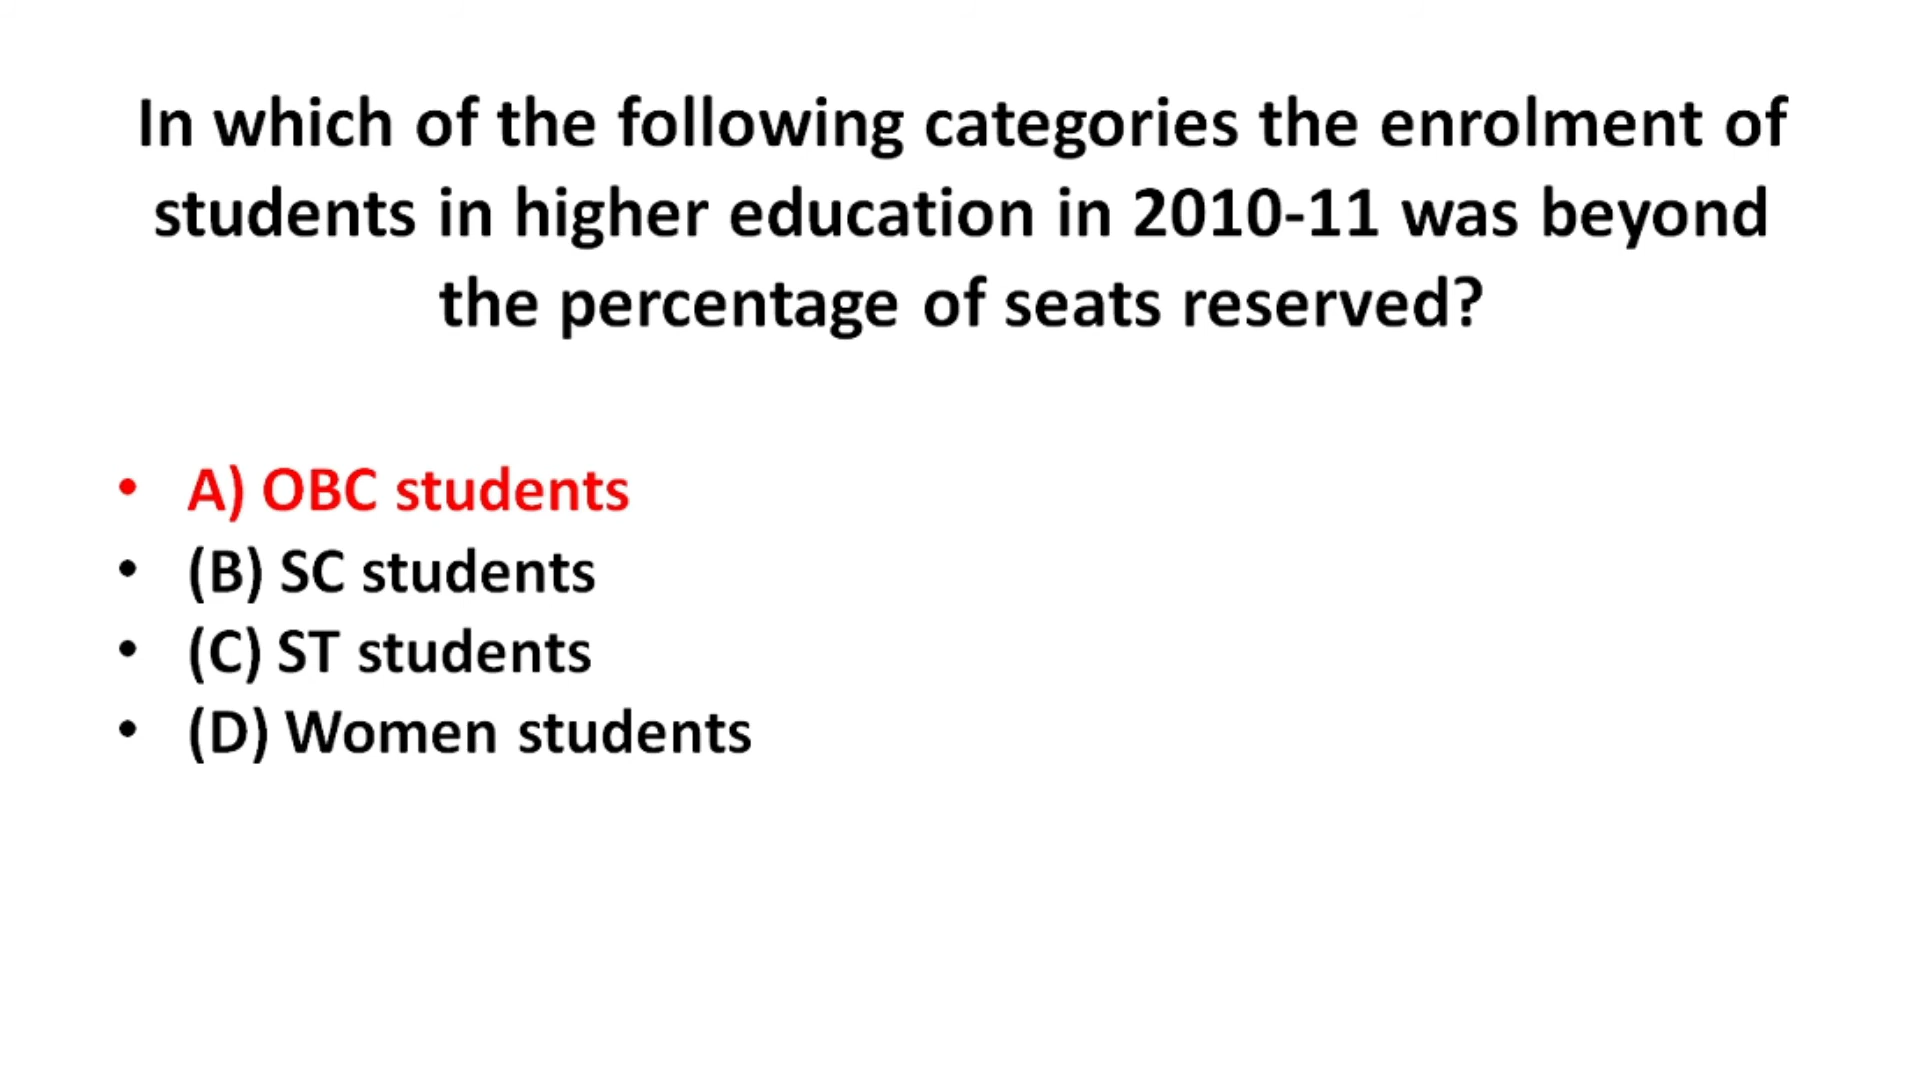 In which of the following categories the enrolment of
students in higher education in 2010-11 was beyond
the percentage of seats reserved?
• A) OBC students
• (B) SC students
• (C) ST students
• (D) Women students